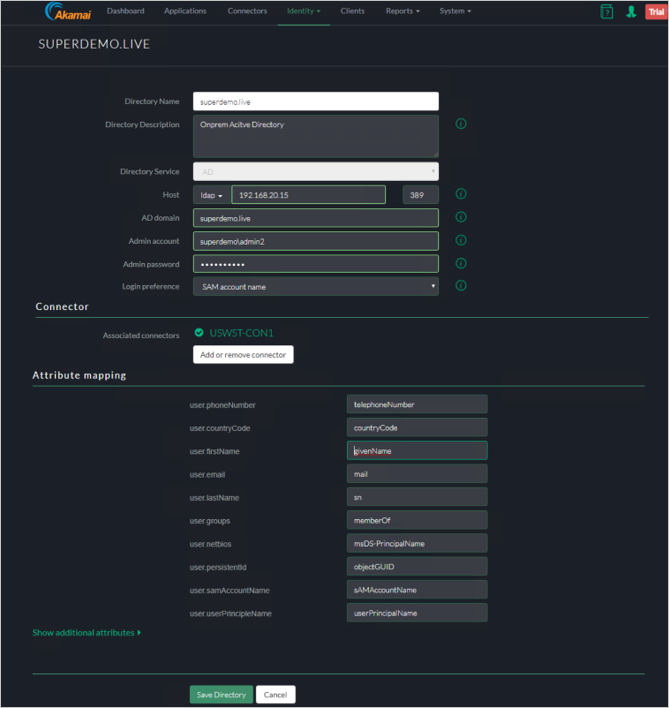 Akamai Dashboard Applications Connectors Identity Clients Reports System ? Trial
SUPERDEMO.LIVE
Directory Name superdemo.live
Directory Description Onprem Acitve Directory
Directory Service AD
Host ldap 192.168.20.15 389
AD domain superdemo.live
Admin account superdemo\admin2
Admin password ••••••••••
Login preference SAM account name
Connector
Associated connectors USWST-CON1
Add or remove connector
Attribute mapping
user.phoneNumber telephoneNumber
user.countryCode countryCode
user.firstName givenName
user.email mail
user.lastName sn
user.groups memberOf
user.netbios msDS-PrincipalName
user.persistentId objectGUID
user.samAccountName sAMAccountName
user.userPrincipleName userPrincipalName
Show additional attributes
Save Directory Cancel